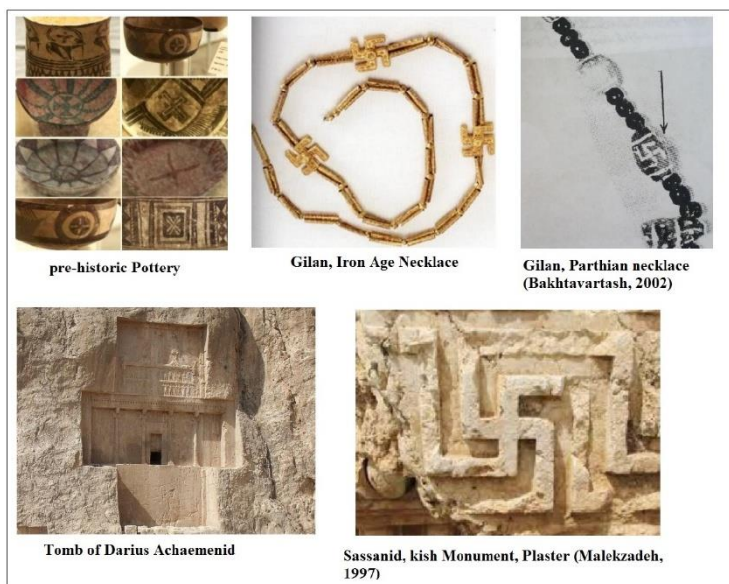 pre-historic Pottery
Gilan, Iron Age Necklace
Gilan, Parthian necklace
(Bakhtavartash, 2002)
Tomb of Darius Achaemenid
Sassanid, kish Monument, Plaster (Malekzadeh,
1997)